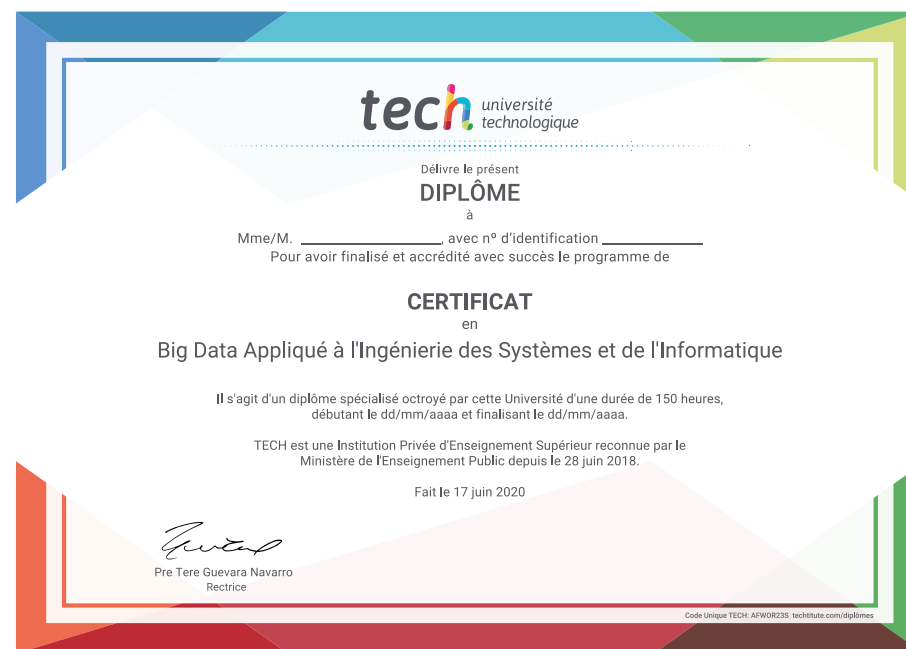 tech université
technologique
Délivre le présent
DIPLÔME
à
Mme/M. ____________________, avec nº d'identification ______________
Pour avoir finalisé et accrédité avec succès le programme de
CERTIFICAT
en
Big Data Appliqué à l'Ingénierie des Systèmes et de l'Informatique
Il s'agit d'un diplôme spécialisé octroyé par cette Université d'une durée de 150 heures,
débutant le dd/mm/aaaa et finalisant le dd/mm/aaaa.
TECH est une Institution Privée d'Enseignement Supérieur reconnue par le
Ministère de l'Enseignement Public depuis le 28 juin 2018.
Fait le 17 juin 2020
Pre Tere Guevara Navarro
Rectrice
Code Unique TECH: AFWOR23S techtitute.com/diplômes